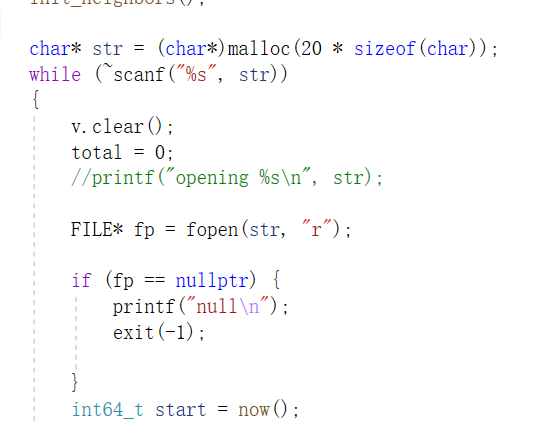 init_neighbors();
char* str = (char*)malloc(20 * sizeof(char));
while (~scanf("%s", str))
{
v.clear();
total = 0;
//printf("opening %s\n", str);
FILE* fp = fopen(str, "r");
if (fp == nullptr) {
printf("null\n");
exit(-1);
}
int64_t start = now();